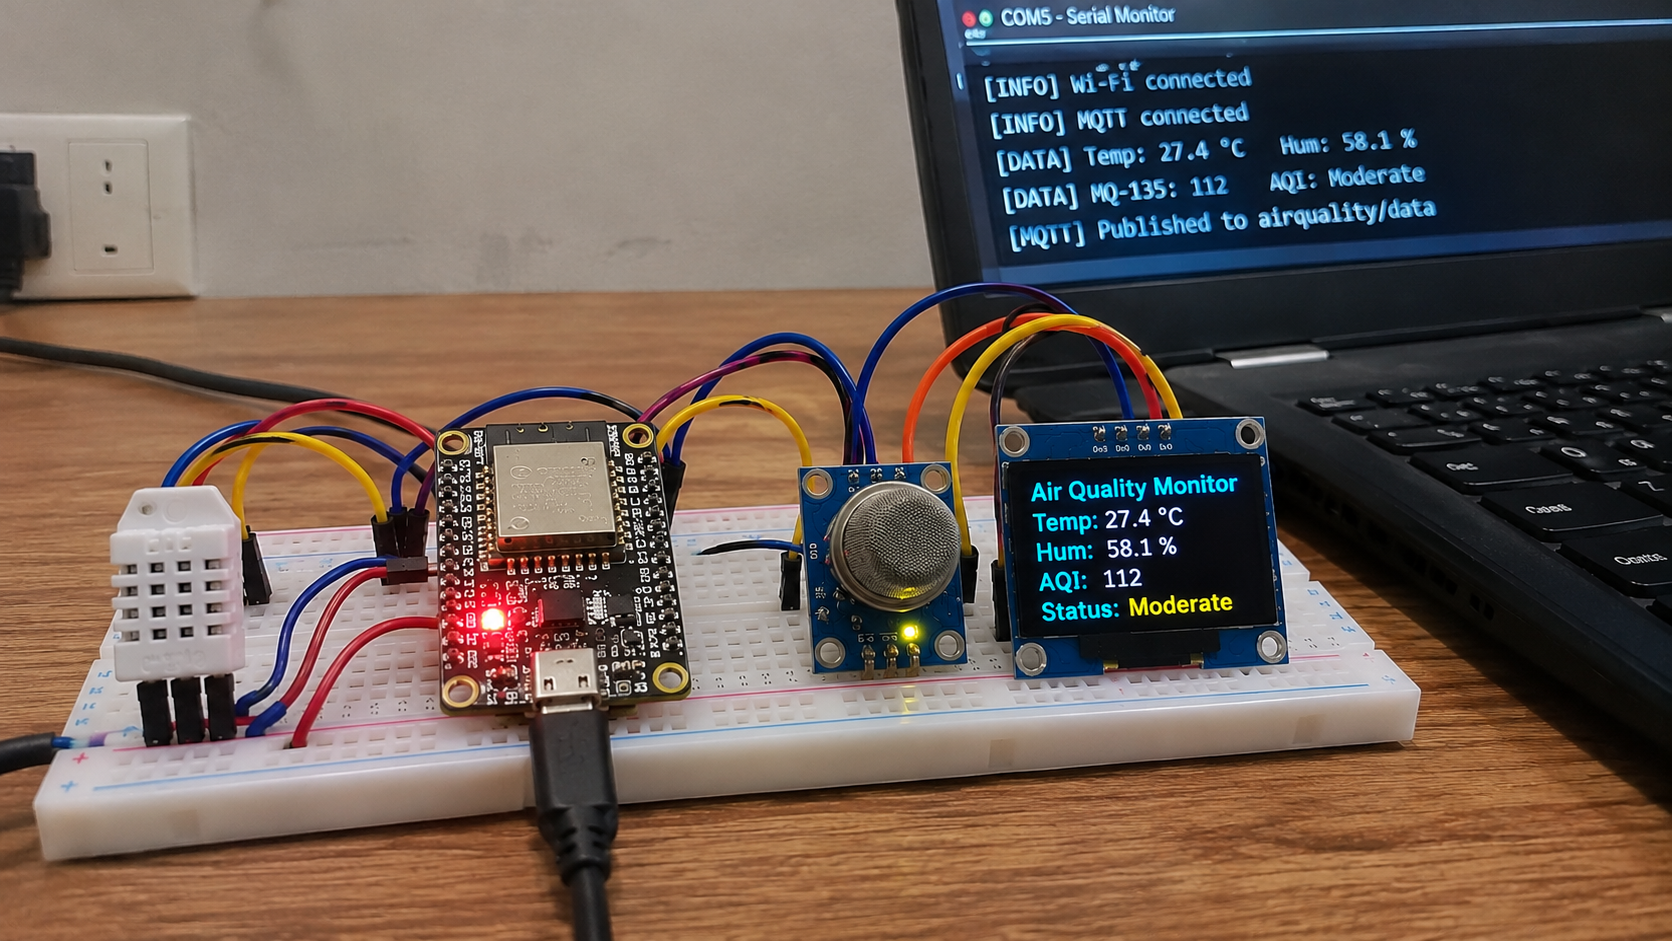 COM5 - Serial Monitor
[INFO] Wi-Fi connected
[INFO] MQTT connected
[DATA] Temp: 27.4 °C Hum: 58.1 %
[DATA] MQ-135: 112 AQI: Moderate
[MQTT] Published to airquality/data
Air Quality Monitor
Temp: 27.4 °C
Hum: 58.1 %
AQI: 112
Status: Moderate